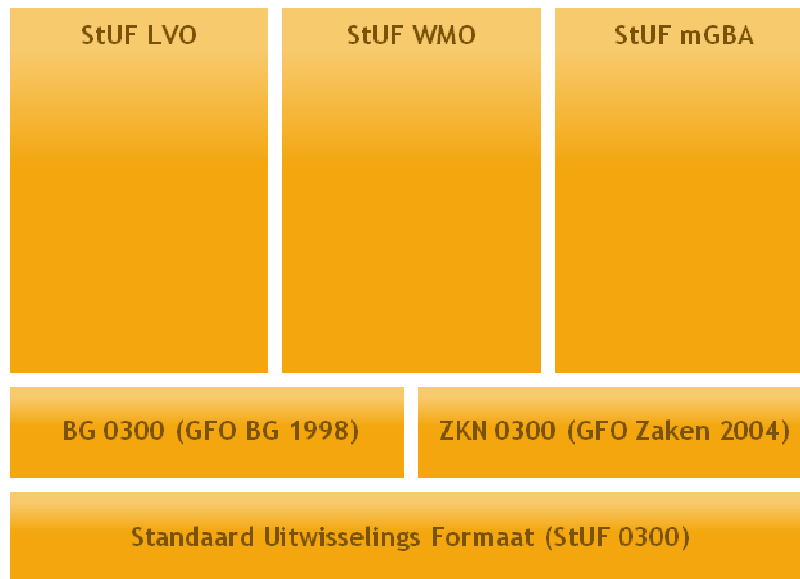 StUF LVO
StUF WMO
StUF mGBA
BG 0300 (GFO BG 1998)
ZKN 0300 (GFO Zaken 2004)
Standaard Uitwisselings Formaat (StUF 0300)